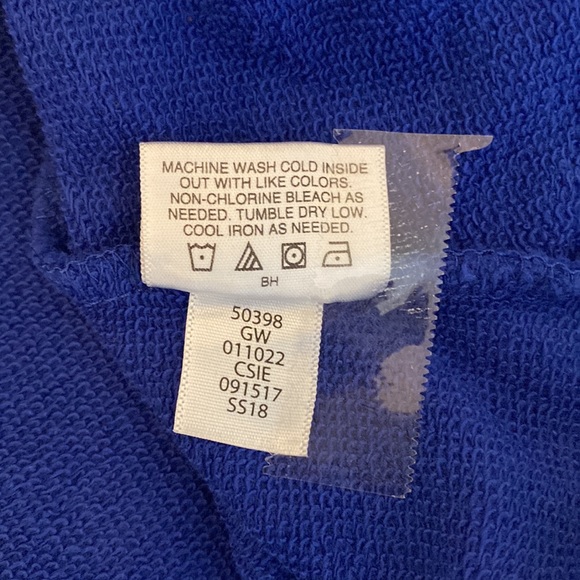 MACHINE WASH COLD INSIDE
OUT WITH LIKE COLORS.
NON-CHLORINE BLEACH AS
NEEDED. TUMBLE DRY LOW.
COOL IRON AS NEEDED.
BH
50398
GW
011022
CSIE
091517
SS18